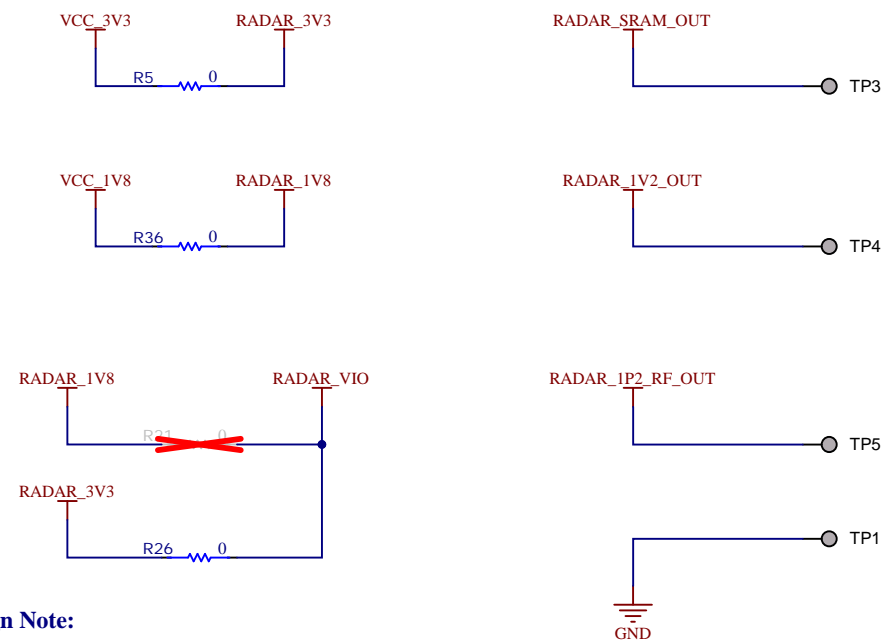 VCC_3V3 RADAR_3V3
R5 0
VCC_1V8 RADAR_1V8
R36 0
RADAR_1V8 RADAR_VIO
0
RADAR_3V3
R26 0
n Note:
RADAR_SRAM_OUT
TP3
RADAR_1V2_OUT
TP4
RADAR_1P2_RF_OUT
TP5
TP1
GND